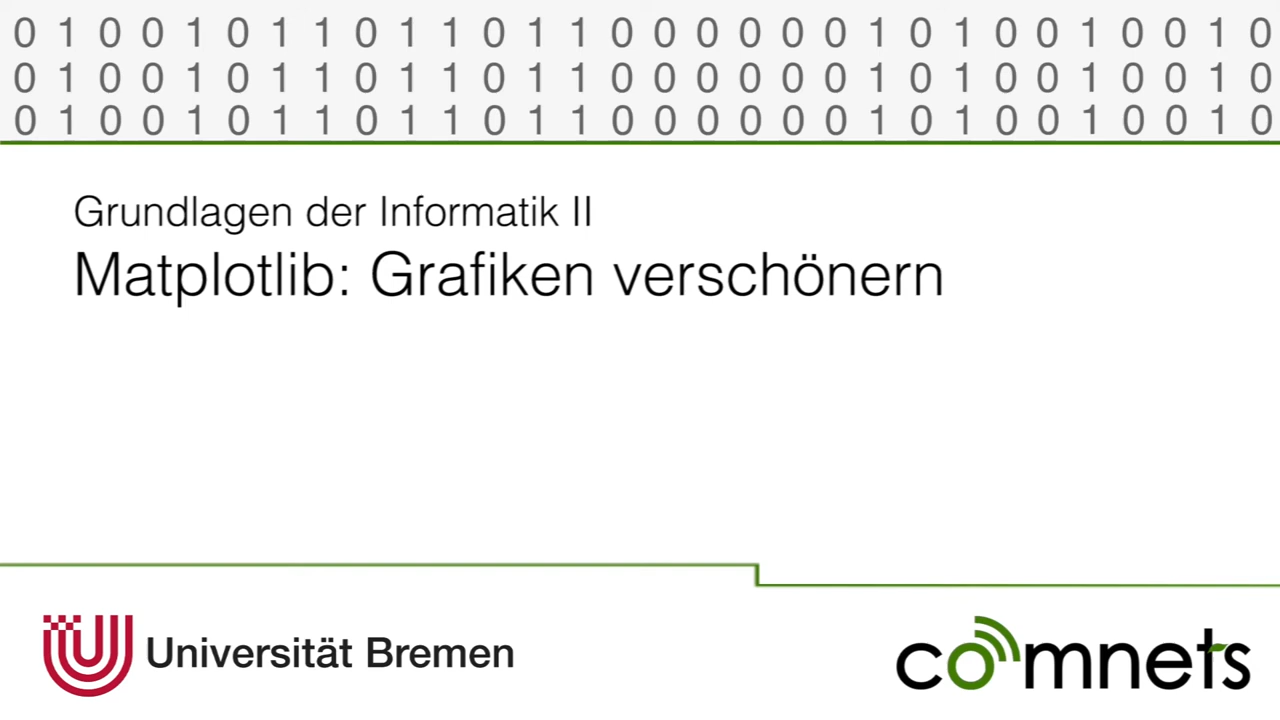 0 1 0 0 1 0 1 1 0 1 1 0 1 1 0 0 0 0 0 0 1 0 1 0 0 1 0 0 1 0
0 1 0 0 1 0 1 1 0 1 1 0 1 1 0 0 0 0 0 0 1 0 1 0 0 1 0 0 1 0
0 1 0 0 1 0 1 1 0 1 1 0 1 1 0 0 0 0 0 0 1 0 1 0 0 1 0 0 1 0
Grundlagen der Informatik II
Matplotlib: Grafiken verschönern
Universität Bremen
comnets